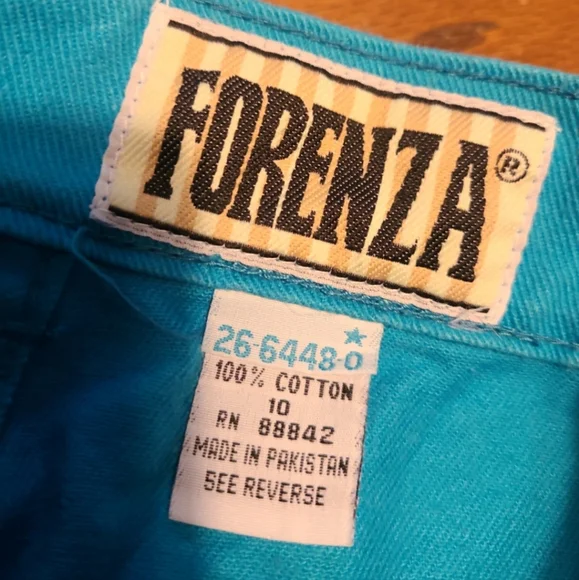 FORENZA®
26-6448-0
100% COTTON
10
RN 88842
MADE IN PAKISTAN
SEE REVERSE